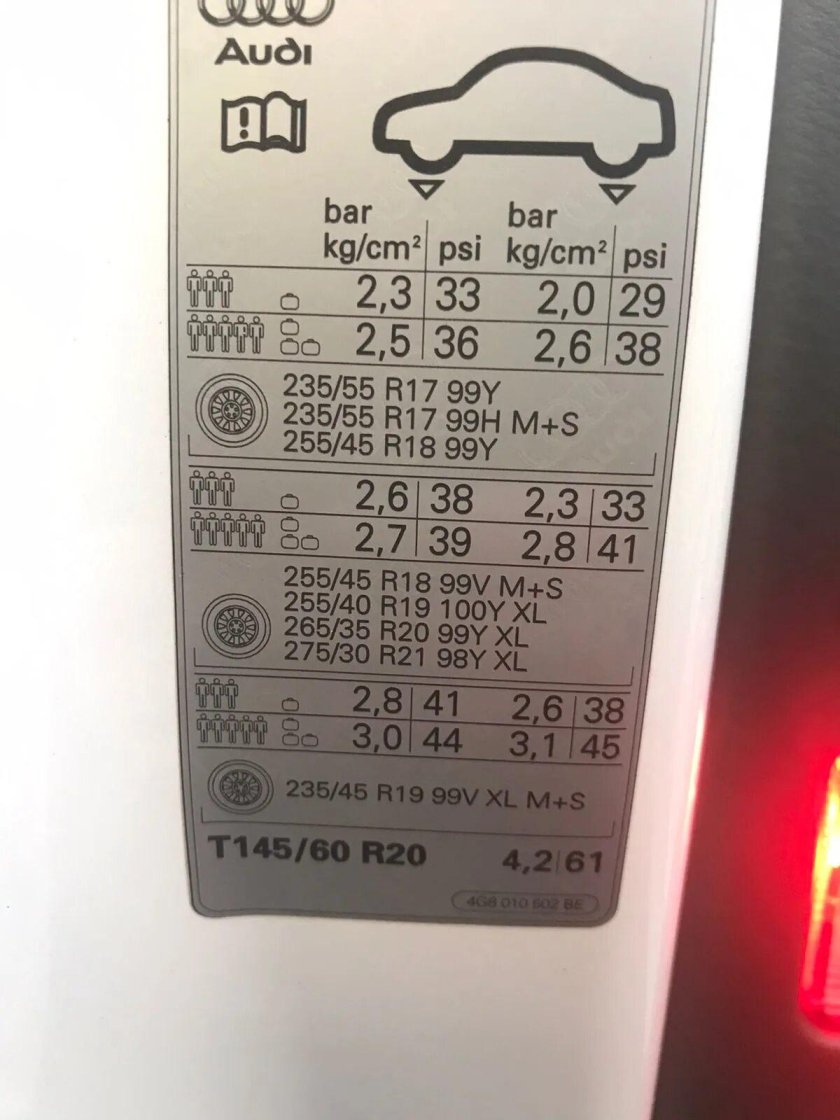 Audi
bar bar
kg/cm² psi kg/cm² psi
2,3 33 2,0 29
2,5 36 2,6 38
235/55 R17 99Y
235/55 R17 99H M+S
255/45 R18 99Y
2,6 38 2,3 33
2,7 39 2,8 41
255/45 R18 99V M+S
255/40 R19 100Y XL
265/35 R20 99Y XL
275/30 R21 98Y XL
2,8 41 2,6 38
3,0 44 3,1 45
235/45 R19 99V XL M+S
T145/60 R20 4,2 61
4G8 010 502 BE